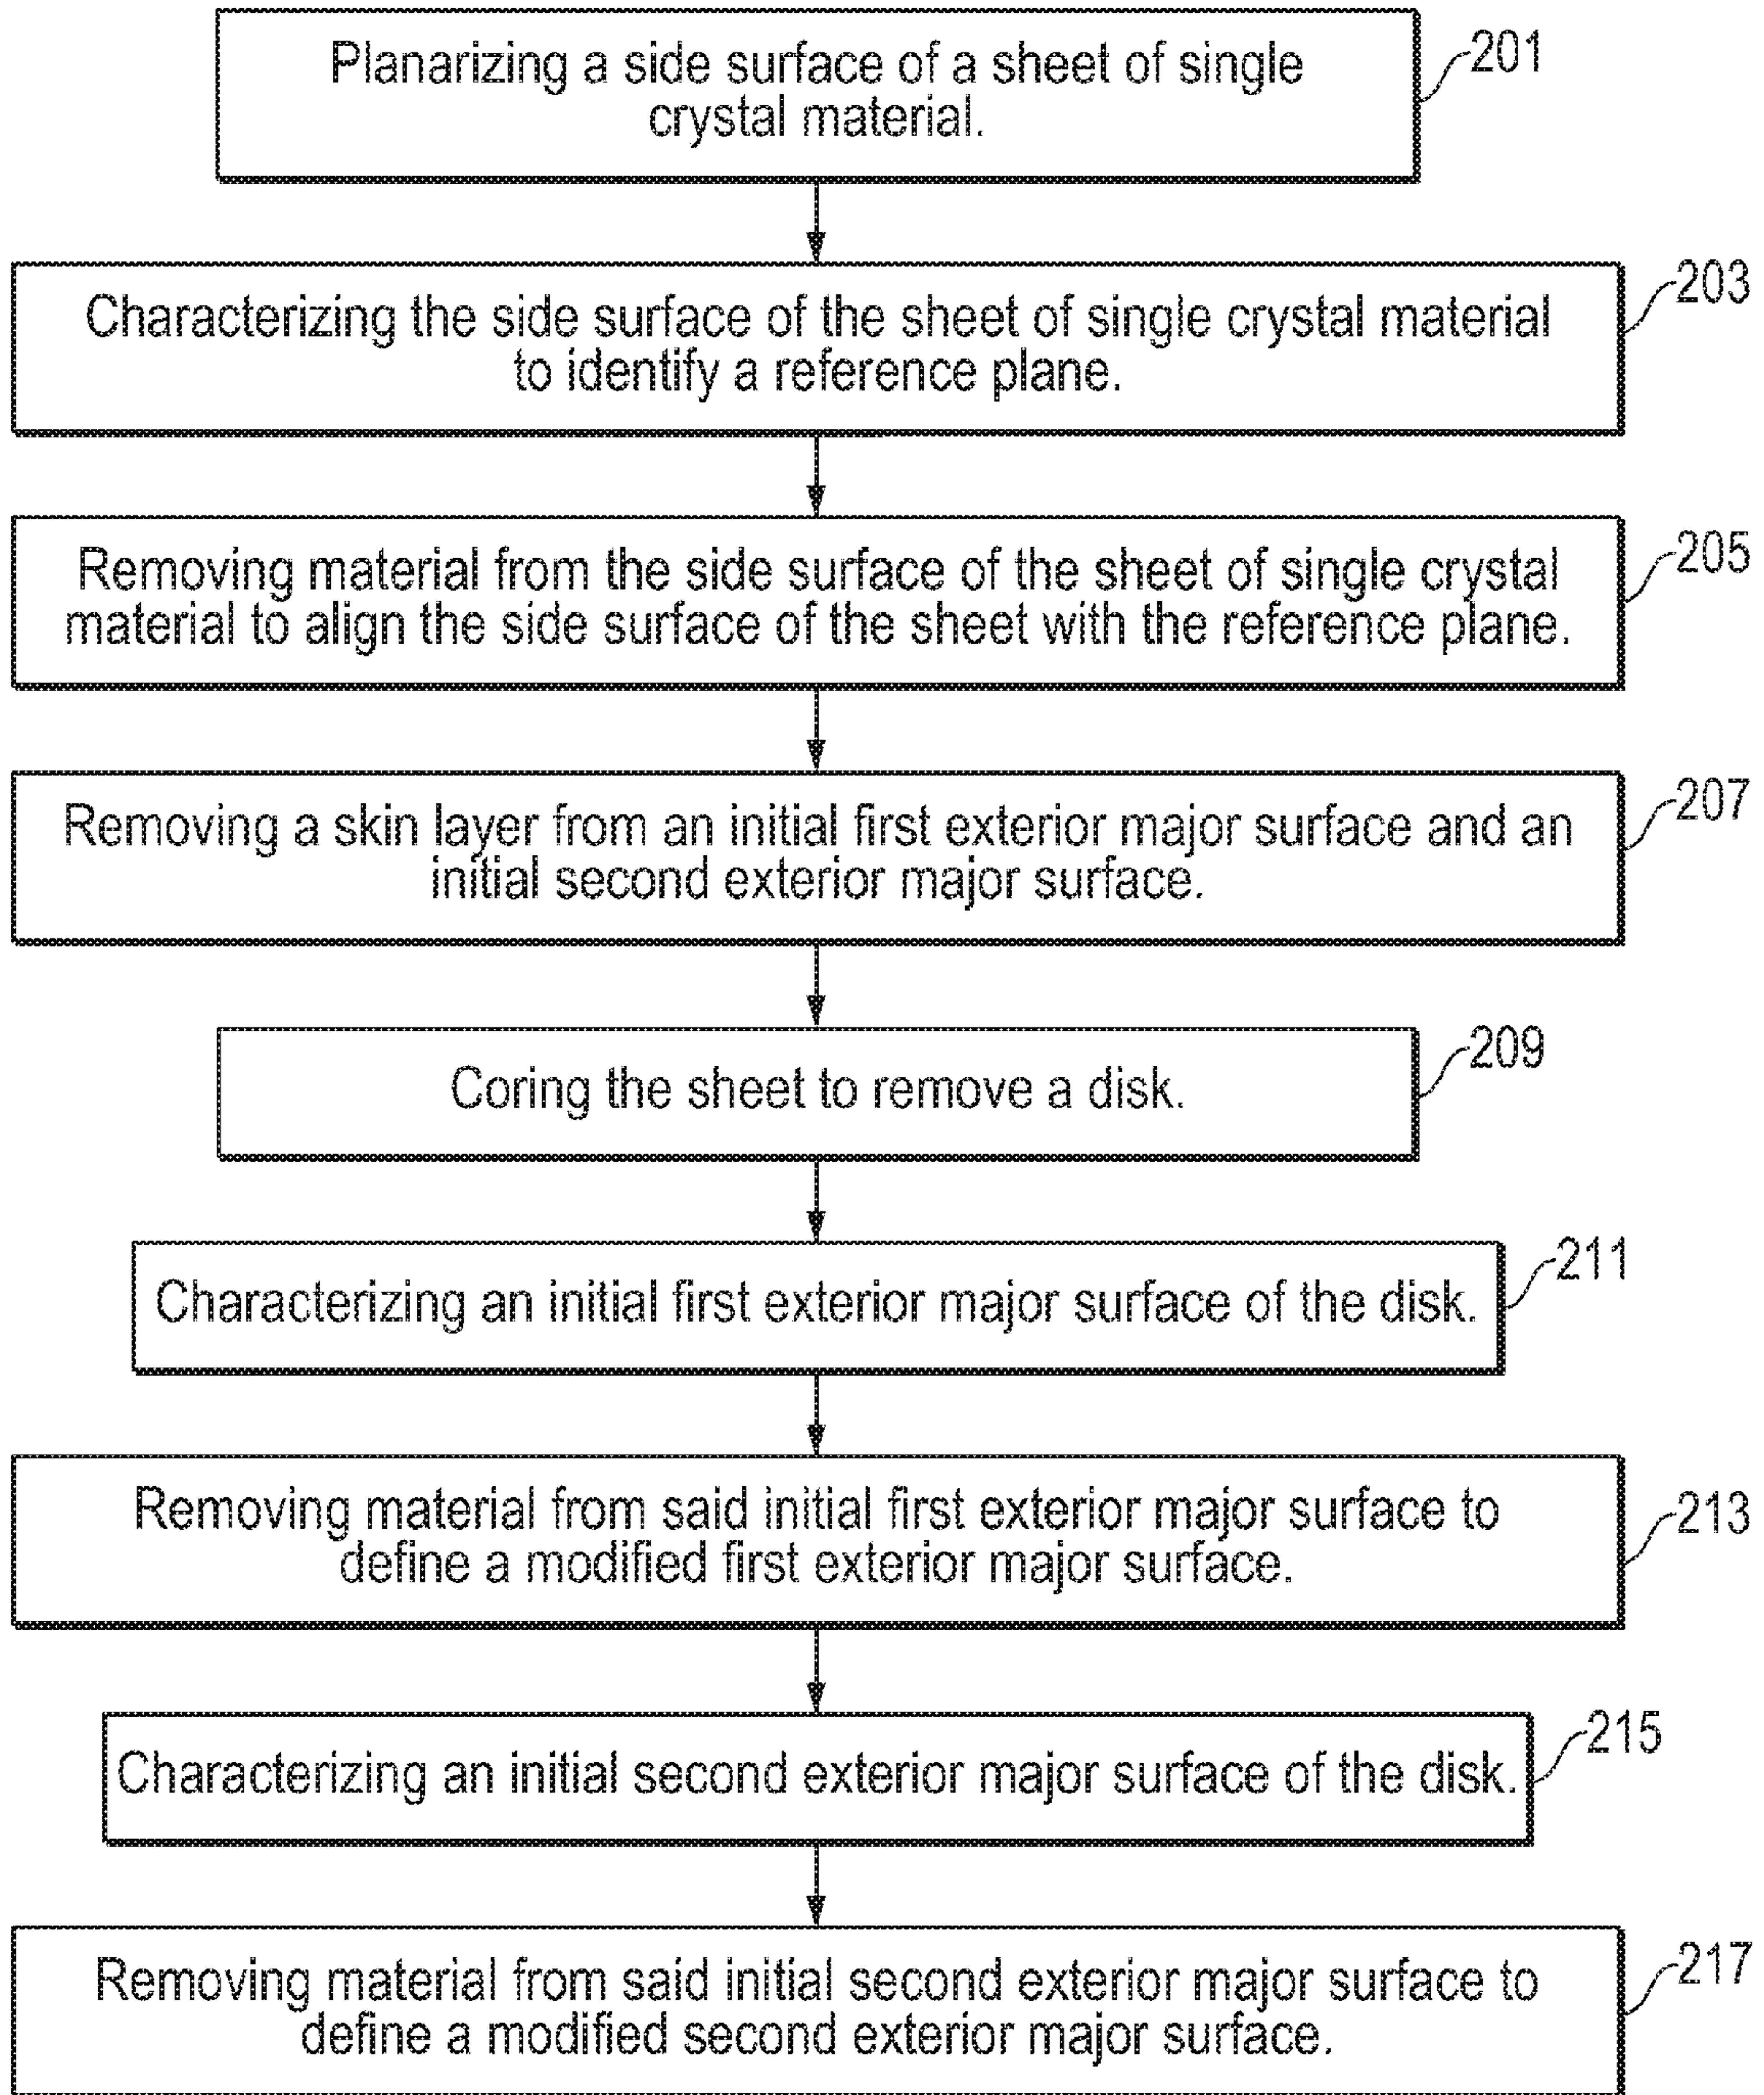 Planarizing a side surface of a sheet of single
crystal material.
201
Characterizing the side surface of the sheet of single crystal material
to identify a reference plane.
203
Removing material from the side surface of the sheet of single crystal
material to align the side surface of the sheet with the reference plane.
205
Removing a skin layer from an initial first exterior major surface and an
initial second exterior major surface.
207
Coring the sheet to remove a disk.
209
Characterizing an initial first exterior major surface of the disk.
211
Removing material from said initial first exterior major surface to
define a modified first exterior major surface.
213
Characterizing an initial second exterior major surface of the disk.
215
Removing material from said initial second exterior major surface to
define a modified second exterior major surface.
217